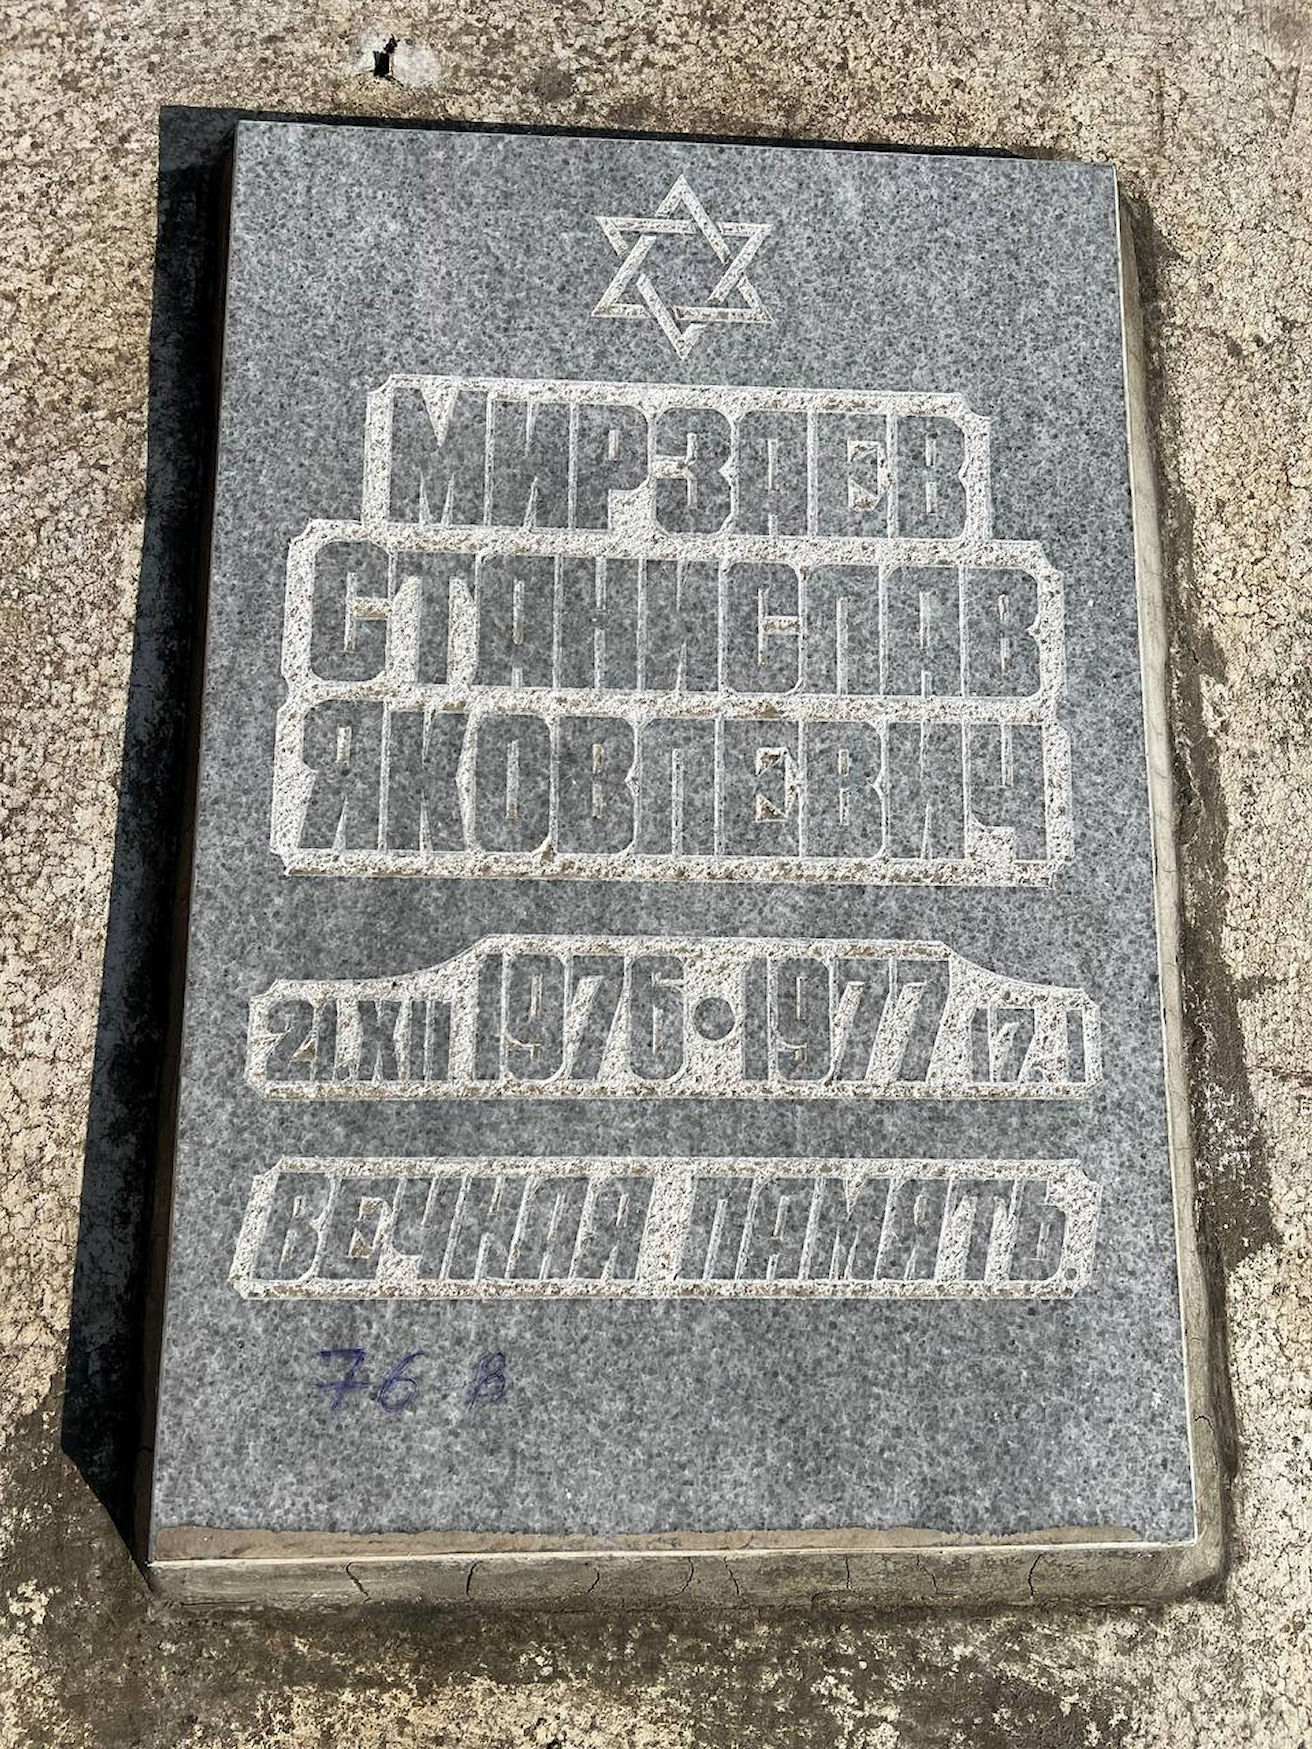 МИРЗАЕВ
СТАНИСЛАВ
ЯКОВЛЕВИЧ
21.XII 1976 • 1977 17.I
ВЕЧНАЯ ПАМЯТЬ.
76 В